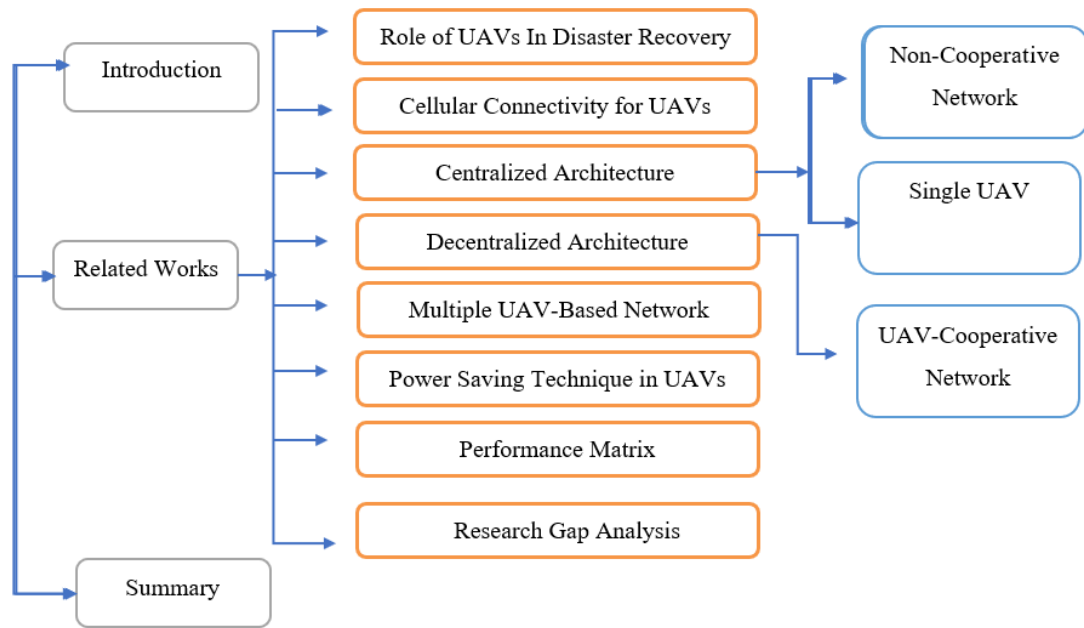 Introduction
Related Works
Summary
Role of UAVs In Disaster Recovery
Cellular Connectivity for UAVs
Centralized Architecture
Decentralized Architecture
Multiple UAV-Based Network
Power Saving Technique in UAVs
Performance Matrix
Research Gap Analysis
Non-Cooperative
Network
Single UAV
UAV-Cooperative
Network